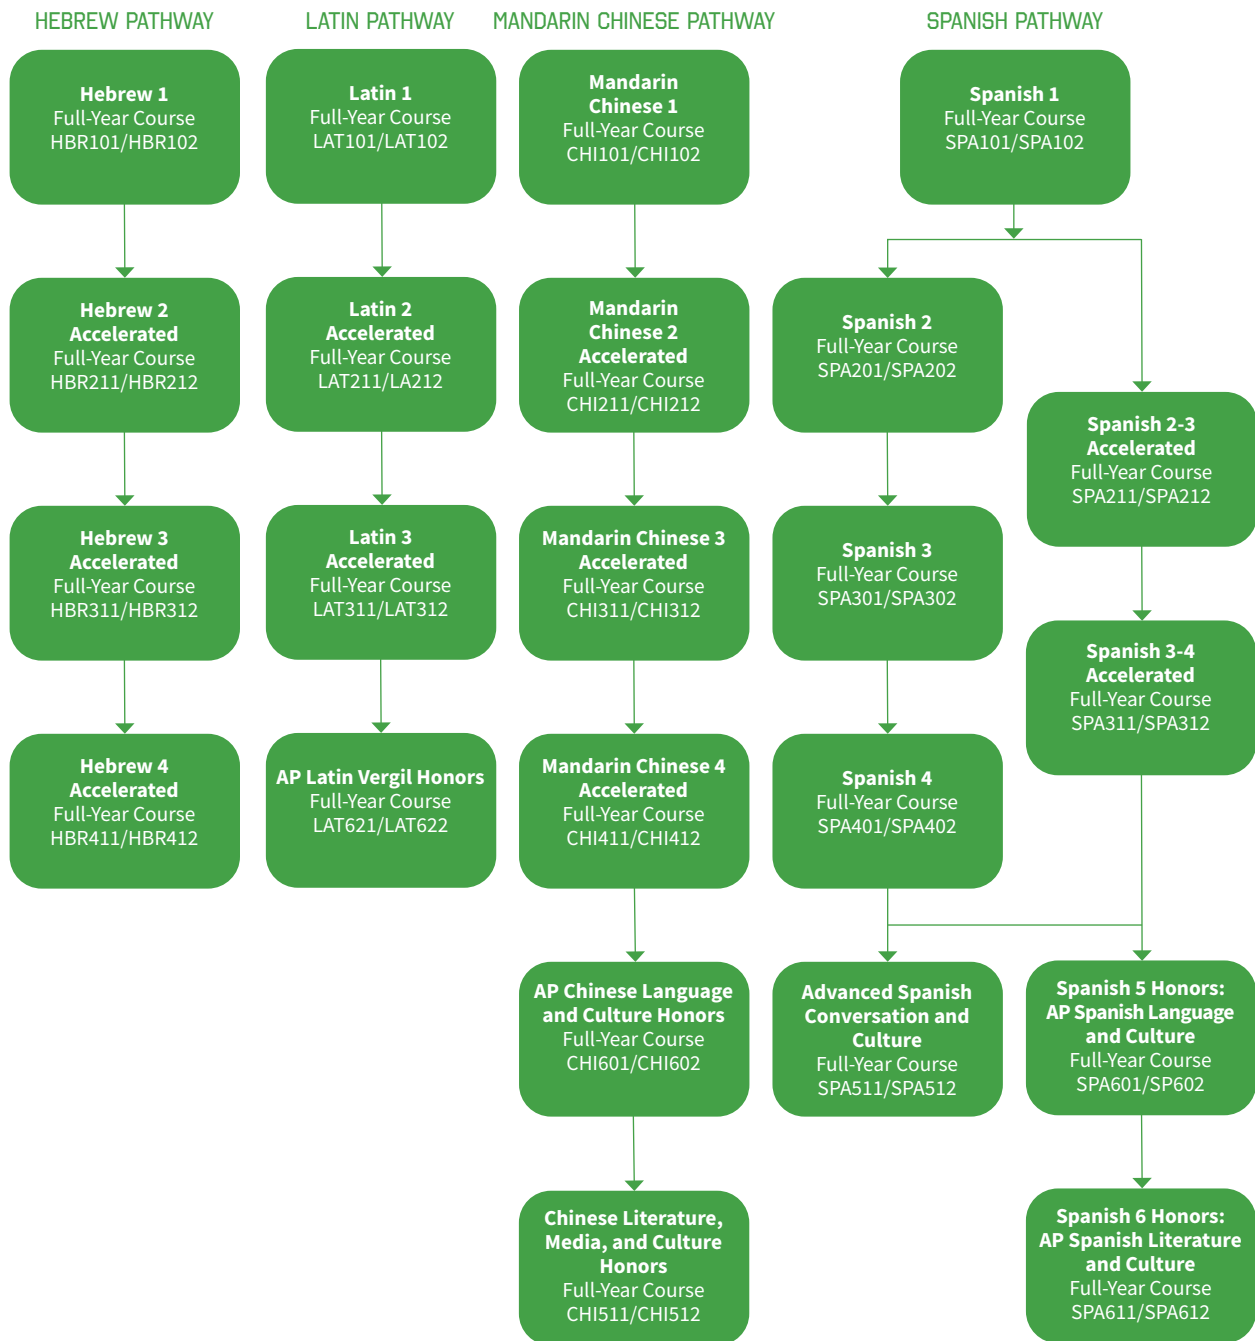 HEBREW PATHWAY
Hebrew 1
Full-Year Course
HBR101/HBR102
Hebrew 2
Accelerated
Full-Year Course
HBR211/HBR212
Hebrew 3
Accelerated
Full-Year Course
HBR311/HBR312
Hebrew 4
Accelerated
Full-Year Course
HBR411/HBR412
LATIN PATHWAY
Latin 1
Full-Year Course
LAT101/LAT102
Latin 2
Accelerated
Full-Year Course
LAT211/LA212
Latin 3
Accelerated
Full-Year Course
LAT311/LAT312
AP Latin Vergil Honors
Full-Year Course
LAT621/LAT622
MANDARIN CHINESE PATHWAY
Mandarin
Chinese 1
Full-Year Course
CHI101/CHI102
Mandarin
Chinese 2
Accelerated
Full-Year Course
CHI211/CHI212
Mandarin Chinese 3
Accelerated
Full-Year Course
CHI311/CHI312
Mandarin Chinese 4
Accelerated
Full-Year Course
CHI411/CHI412
AP Chinese Language
and Culture Honors
Full-Year Course
CHI601/CHI602
Chinese Literature,
Media, and Culture
Honors
Full-Year Course
CHI511/CHI512
SPANISH PATHWAY
Spanish 1
Full-Year Course
SPA101/SPA102
Spanish 2
Full-Year Course
SPA201/SPA202
Spanish 3
Full-Year Course
SPA301/SPA302
Spanish 4
Full-Year Course
SPA401/SPA402
Advanced Spanish
Conversation and
Culture
Full-Year Course
SPA511/SPA512
Spanish 2-3
Accelerated
Full-Year Course
SPA211/SPA212
Spanish 3-4
Accelerated
Full-Year Course
SPA311/SPA312
Spanish 5 Honors:
AP Spanish Language
and Culture
Full-Year Course
SPA601/SP602
Spanish 6 Honors:
AP Spanish Literature
and Culture
Full-Year Course
SPA611/SPA612